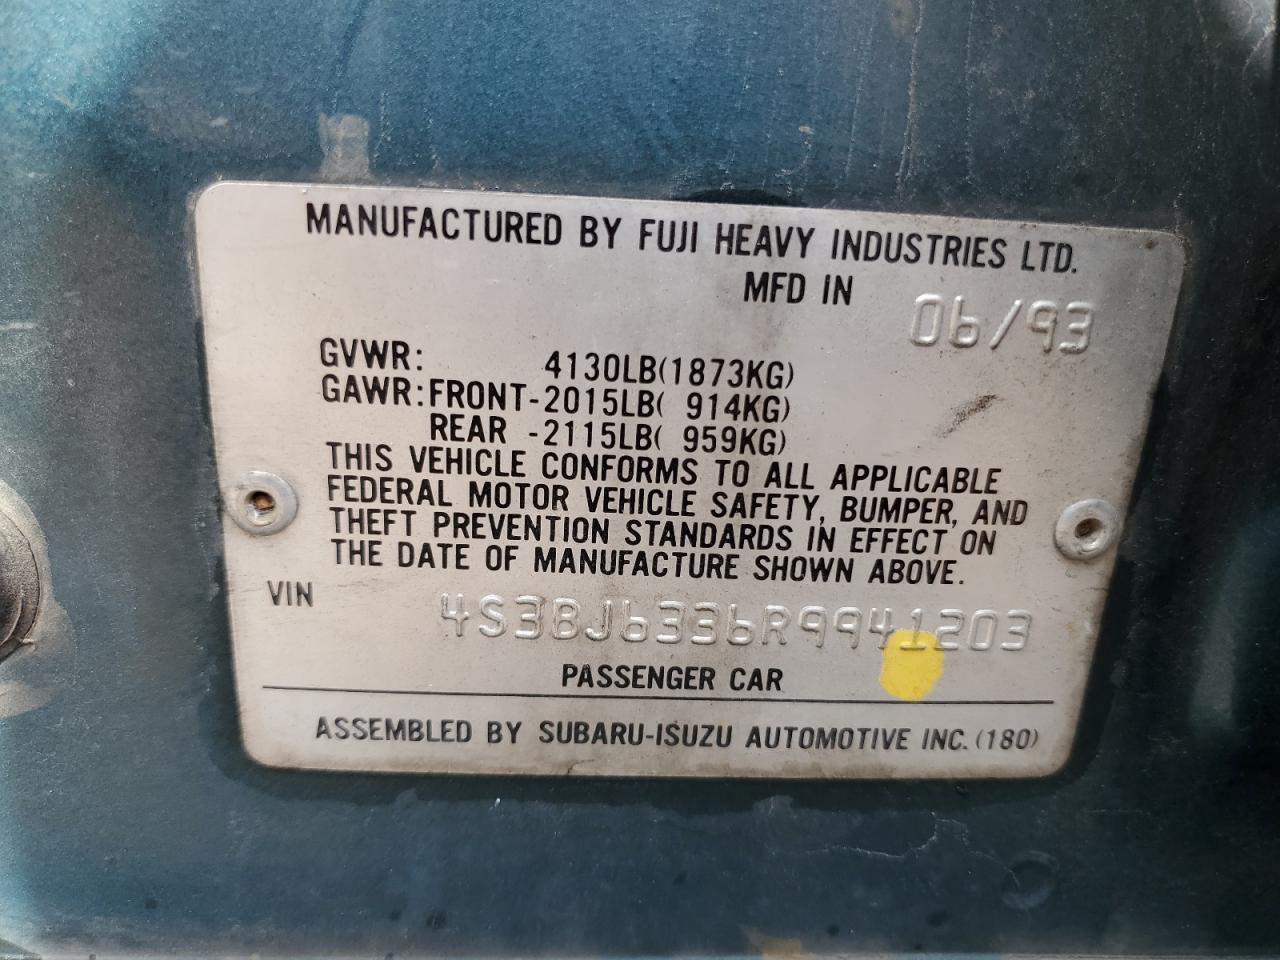 MANUFACTURED BY FUJI HEAVY INDUSTRIES LTD.
MFD IN 06/93
GVWR: 4130LB(1873KG)
GAWR:FRONT-2015LB( 914KG)
REAR -2115LB( 959KG)
THIS VEHICLE CONFORMS TO ALL APPLICABLE
FEDERAL MOTOR VEHICLE SAFETY, BUMPER, AND
THEFT PREVENTION STANDARDS IN EFFECT ON
THE DATE OF MANUFACTURE SHOWN ABOVE.
VIN 4S3BJ6336R9941203
PASSENGER CAR
ASSEMBLED BY SUBARU-ISUZU AUTOMOTIVE INC.(180)